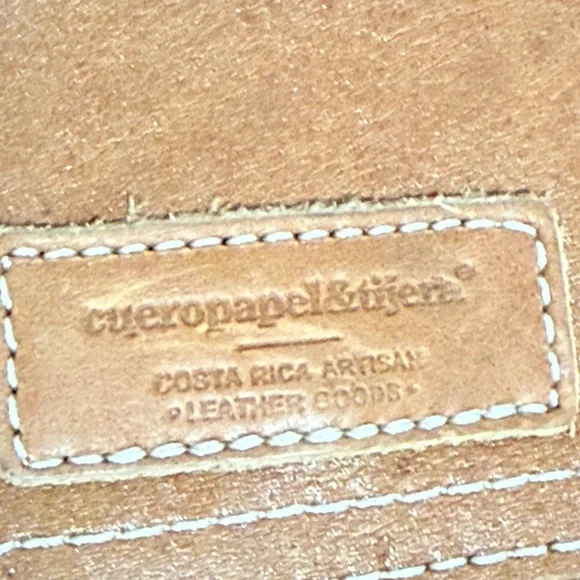 cueropapel&tijera®
COSTA RICA ARTISAN
•LEATHER GOODS•